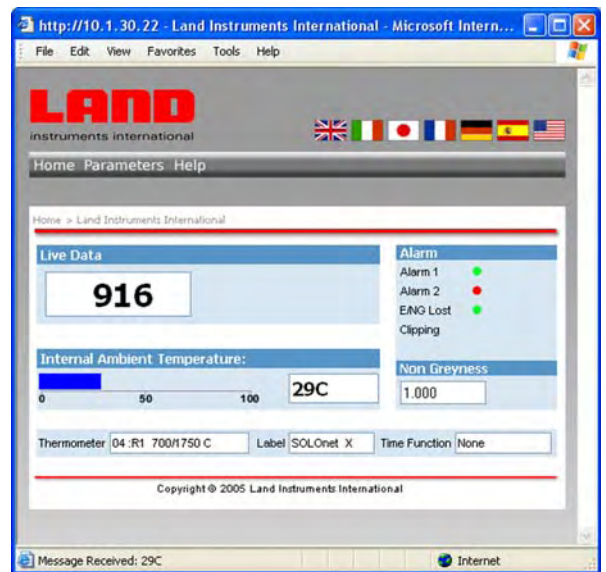 http://10.1.30.22 - Land Instruments International - Microsoft Intern...
File Edit View Favorites Tools Help
LAND
instruments international
Home Parameters Help
Home > Land Instruments International
Live Data
916
Alarm
Alarm 1
Alarm 2
E/NG Lost
Clipping
Internal Ambient Temperature:
0 50 100
29C
Non Greyness
1.000
Thermometer 04 :R1 700/1750 C Label SOLOnet X Time Function None
Copyright © 2005 Land Instruments International
Message Received: 29C Internet